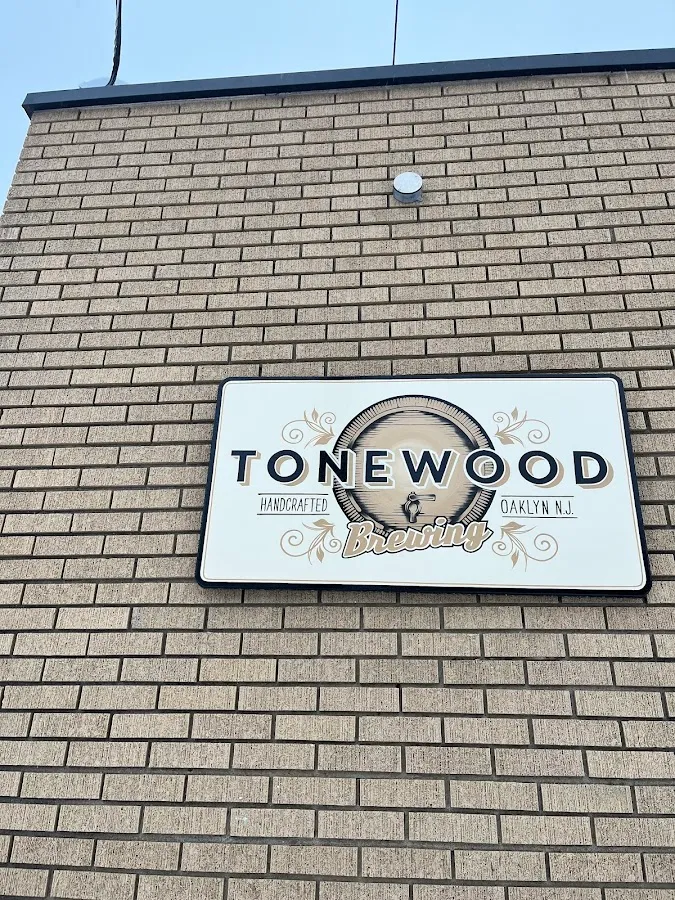 TONEWOOD
HANDCRAFTED OAKLYN N.J.
Brewing